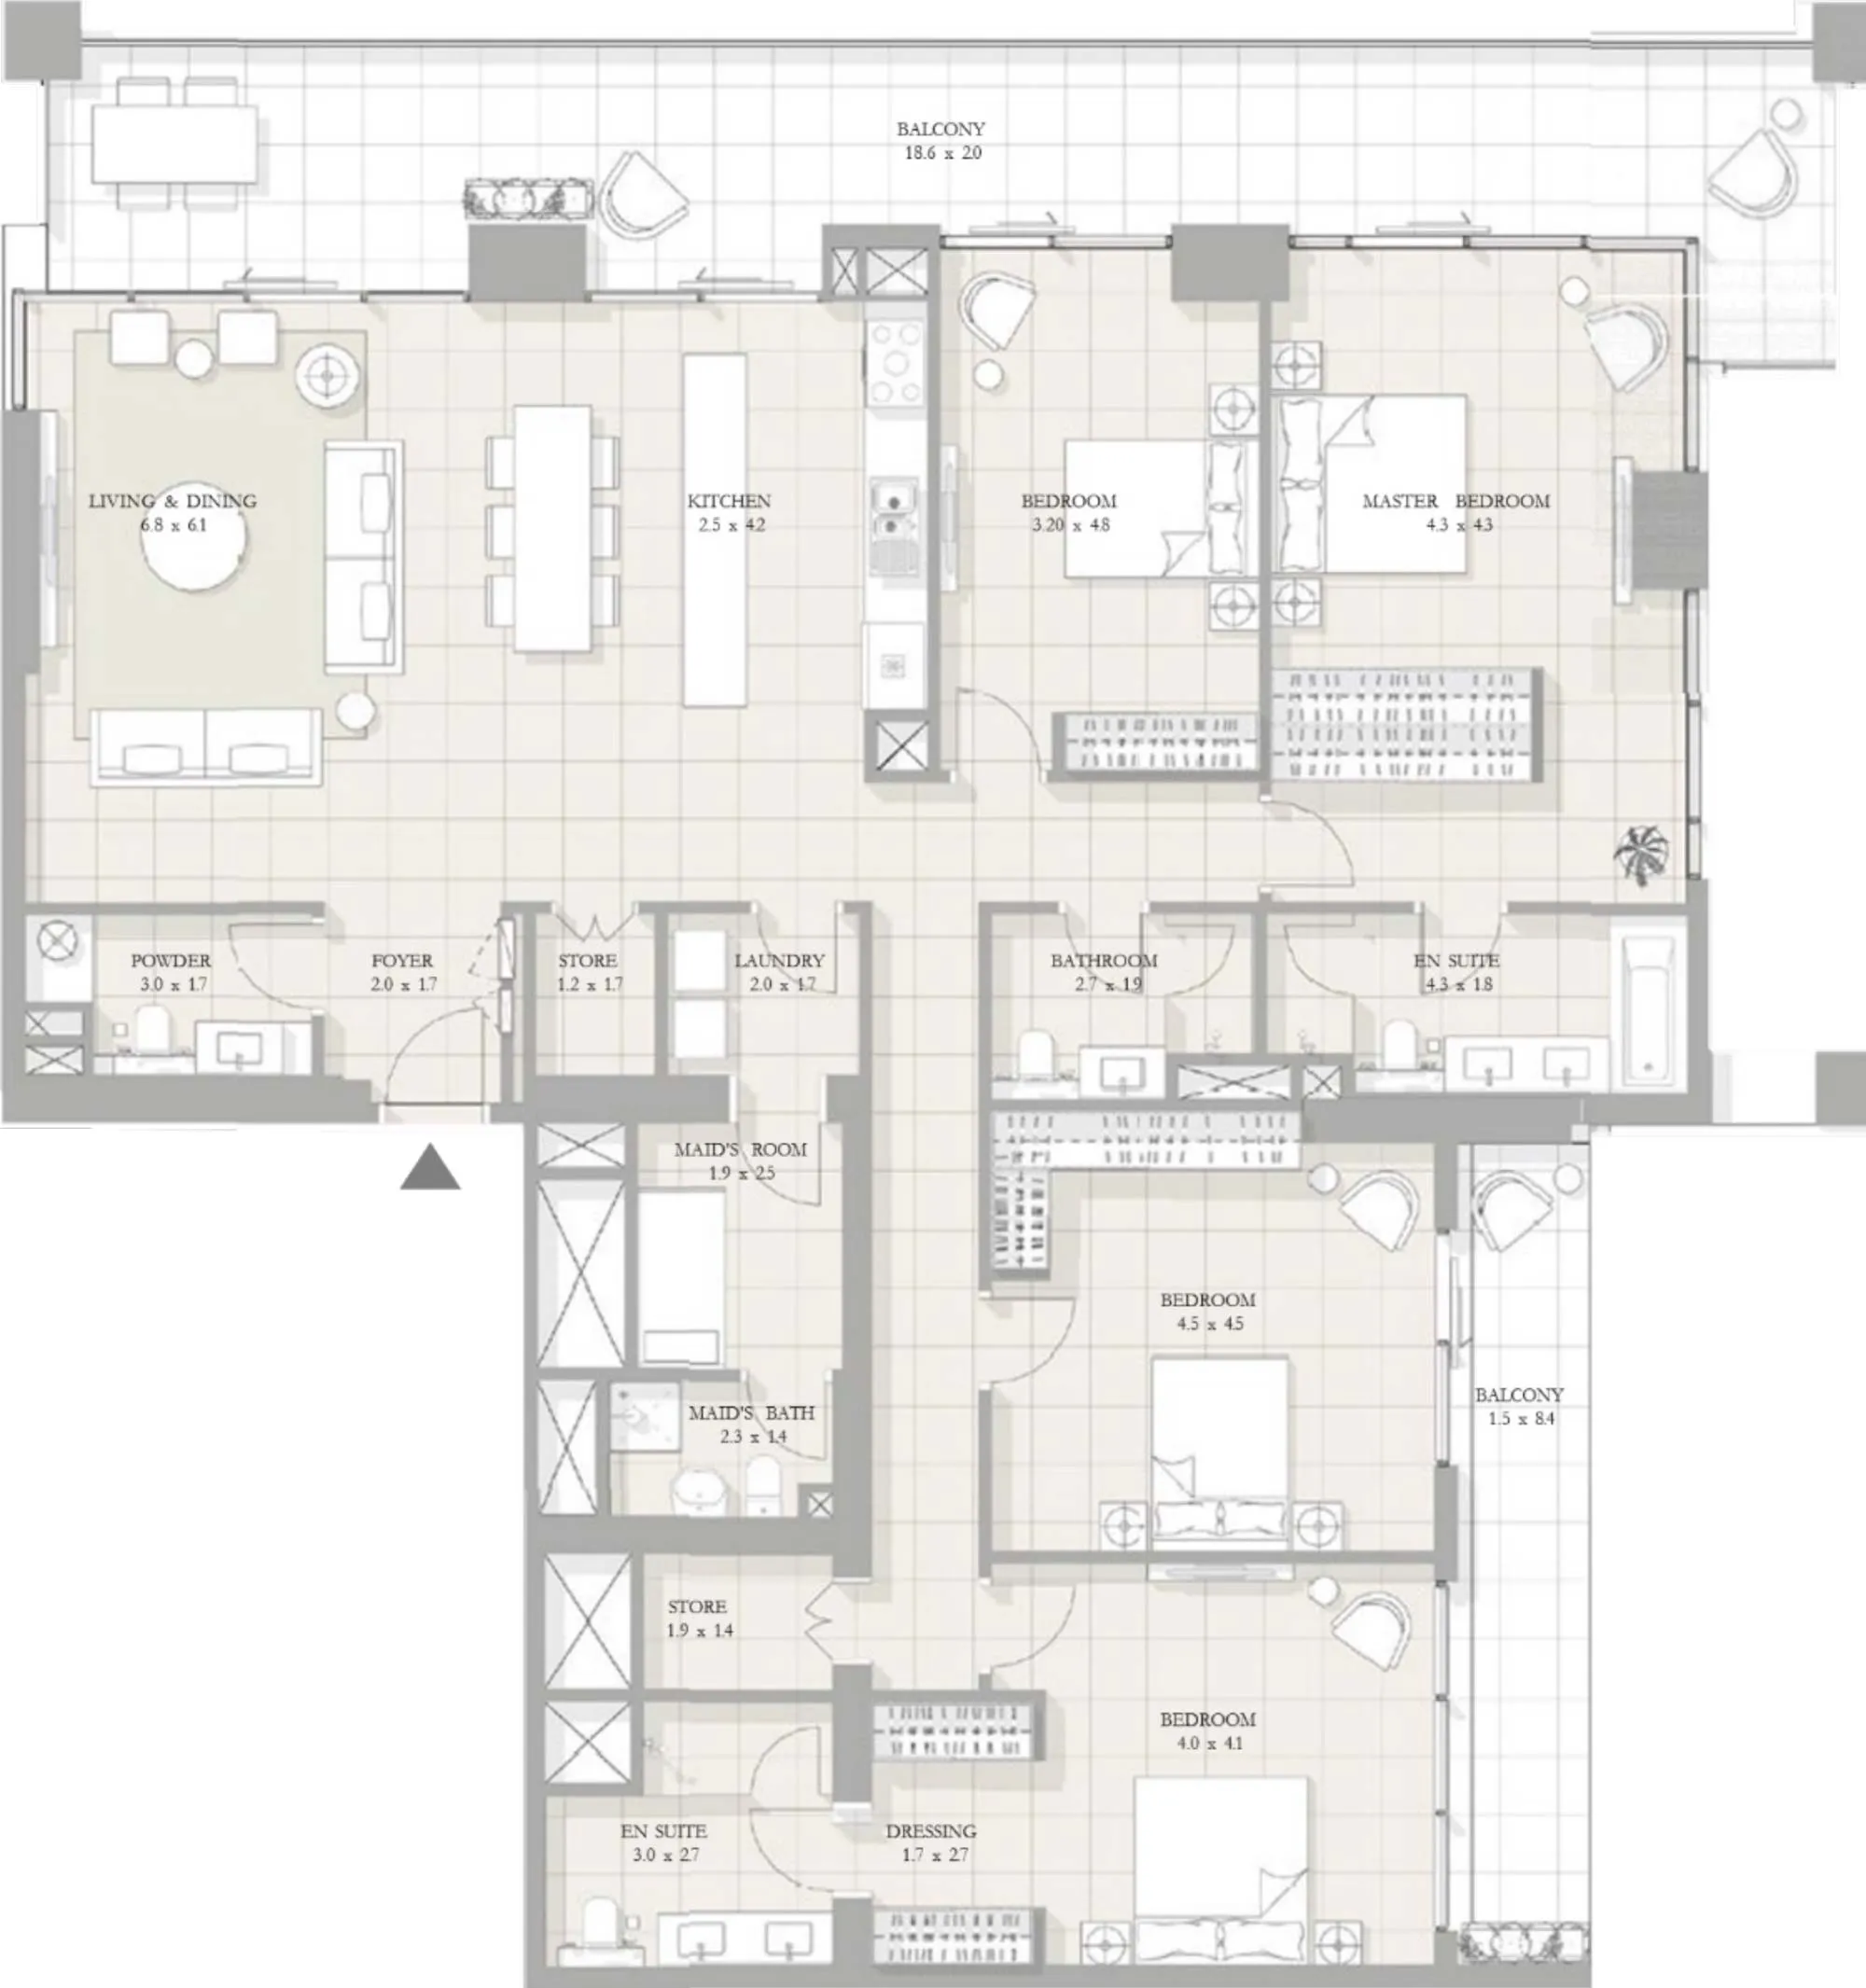 BALCONY
18.6 x 2.0
LIVING & DINING
6.8 x 6.1
KITCHEN
2.5 x 4.2
BEDROOM
3.20 x 4.8
MASTER BEDROOM
4.3 x 4.3
POWDER
3.0 x 1.7
FOYER
2.0 x 1.7
STORE
1.2 x 1.7
LAUNDRY
2.0 x 1.7
BATHROOM
2.7 x 1.9
EN SUITE
4.3 x 1.8
MAID'S ROOM
1.9 x 2.5
BEDROOM
4.5 x 4.5
BALCONY
1.5 x 8.4
MAID'S BATH
2.3 x 1.4
STORE
1.9 x 1.4
BEDROOM
4.0 x 4.1
EN SUITE
3.0 x 2.7
DRESSING
1.7 x 2.7